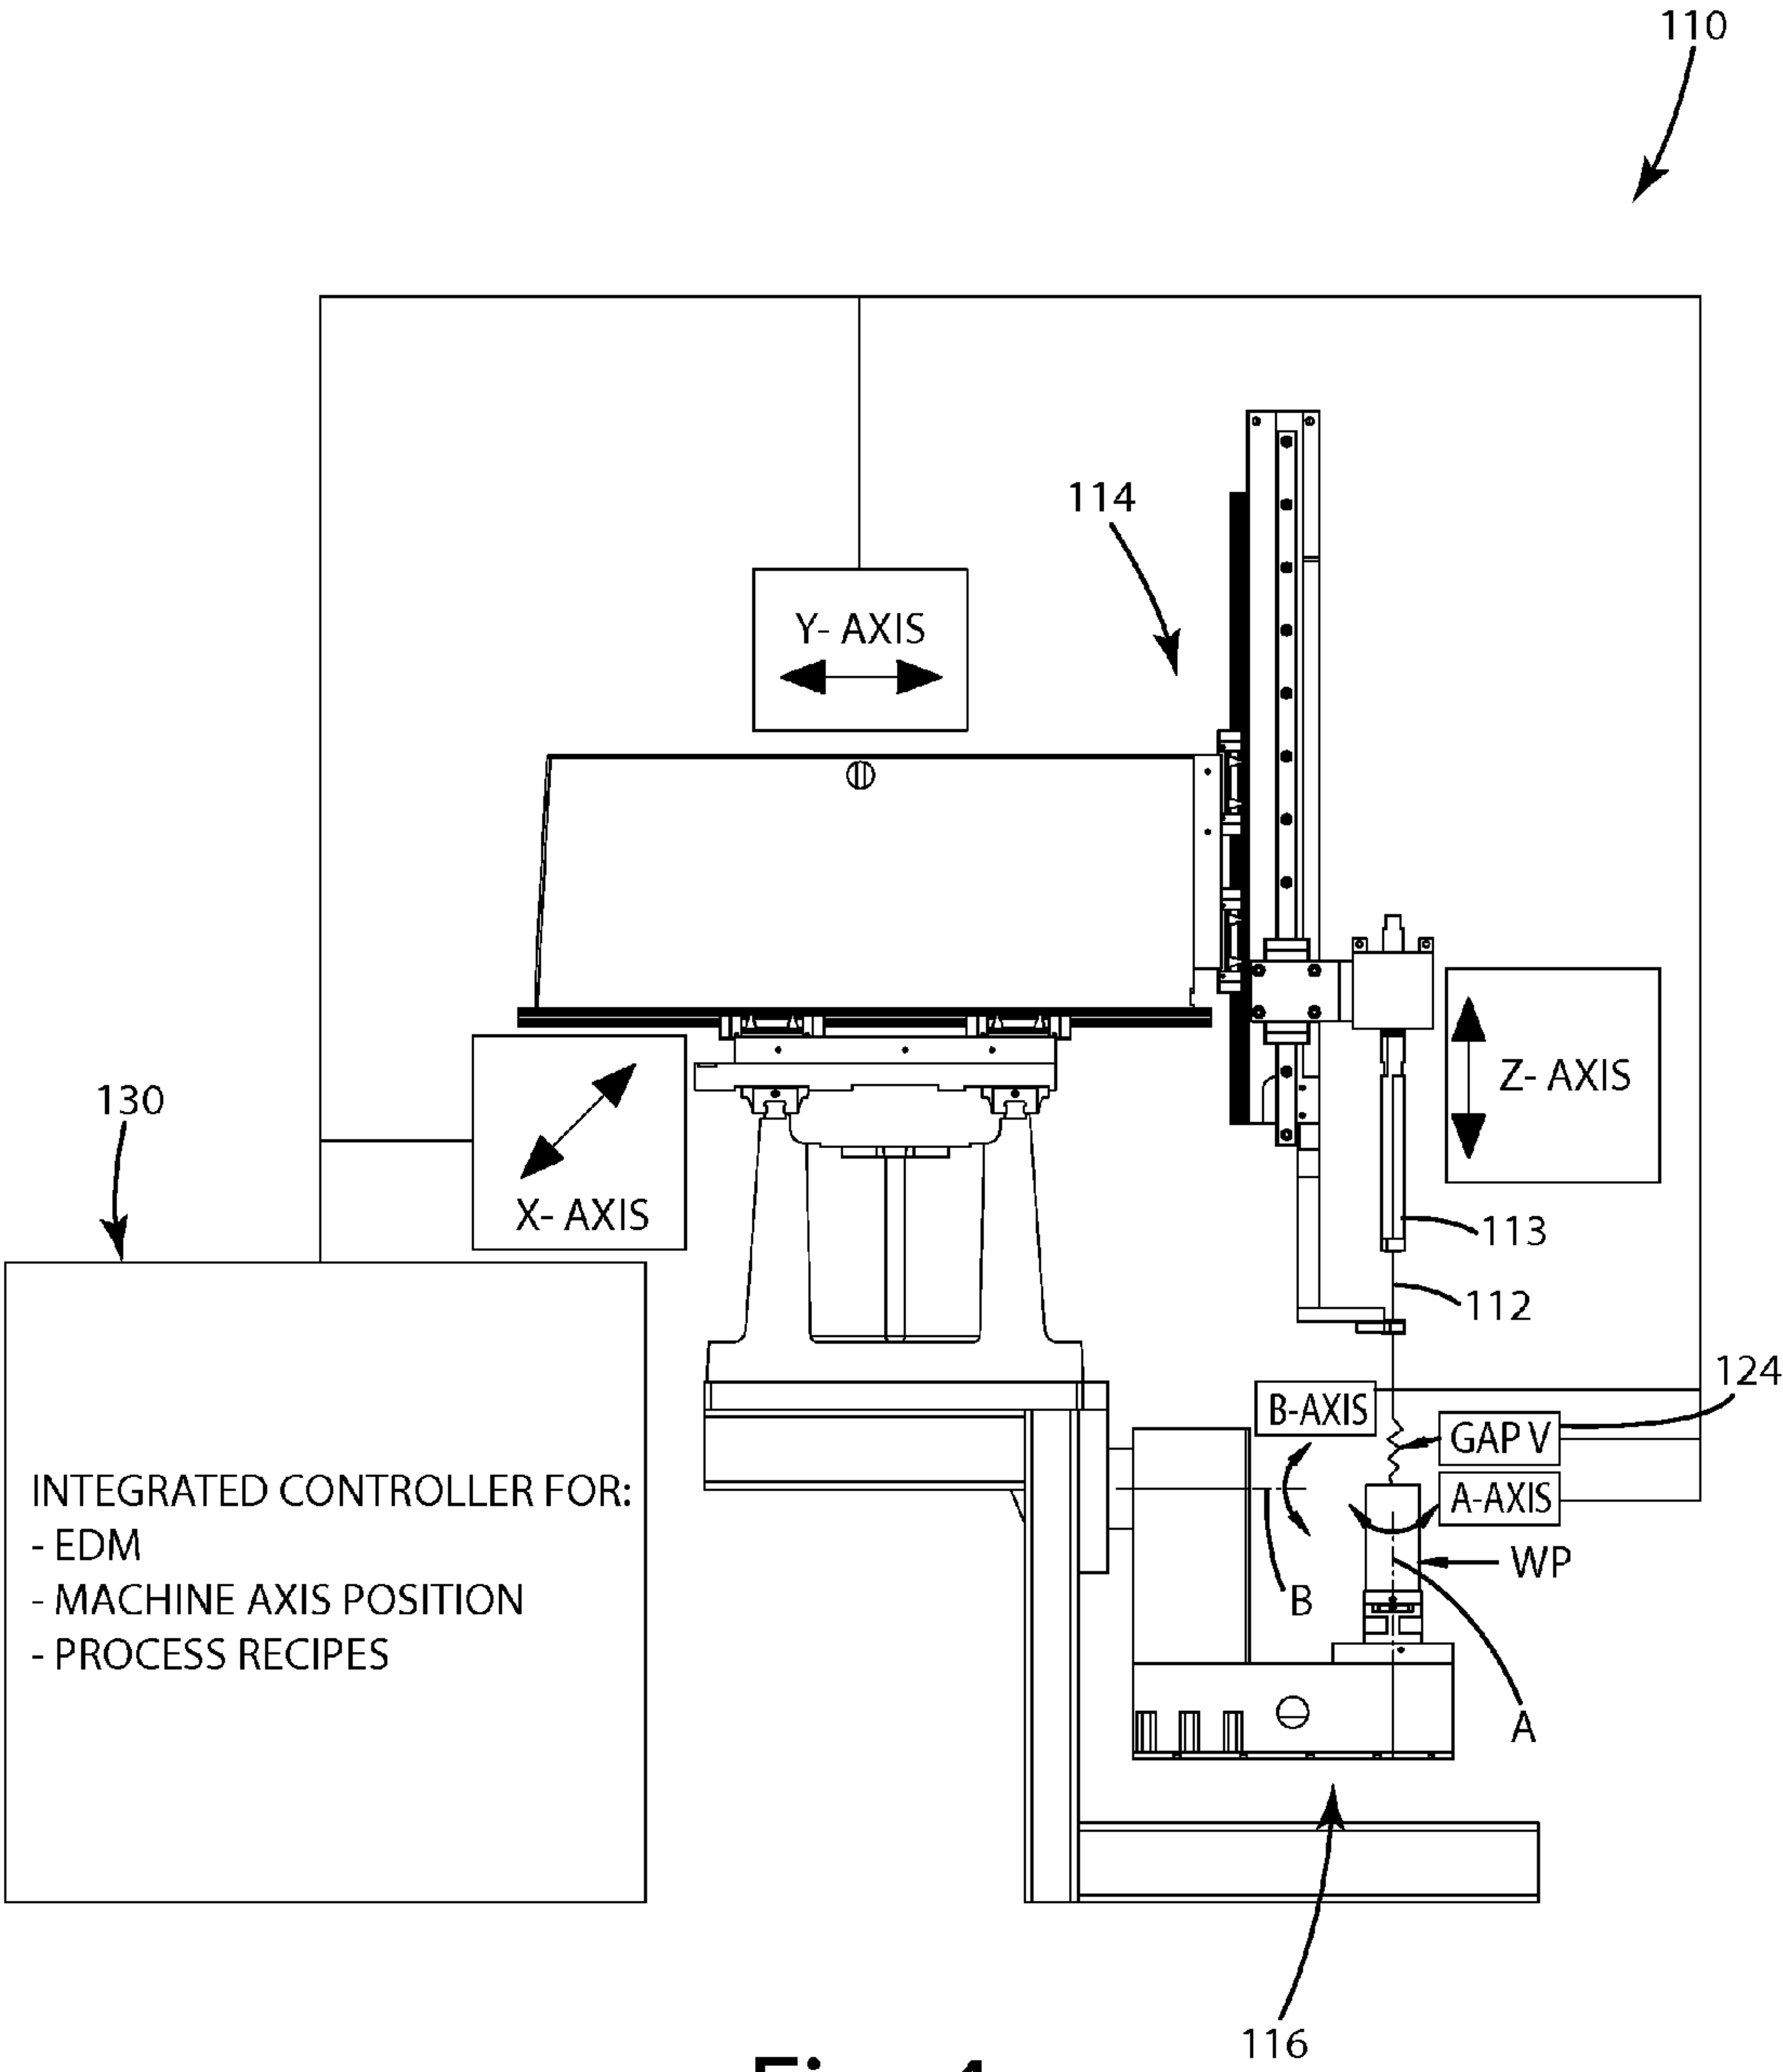 110
114
Y- AXIS
Z- AXIS
130
X- AXIS
113
112
124
B-AXIS
GAP V
A-AXIS
INTEGRATED CONTROLLER FOR:
- EDM
- MACHINE AXIS POSITION
- PROCESS RECIPES
WP
B
A
116